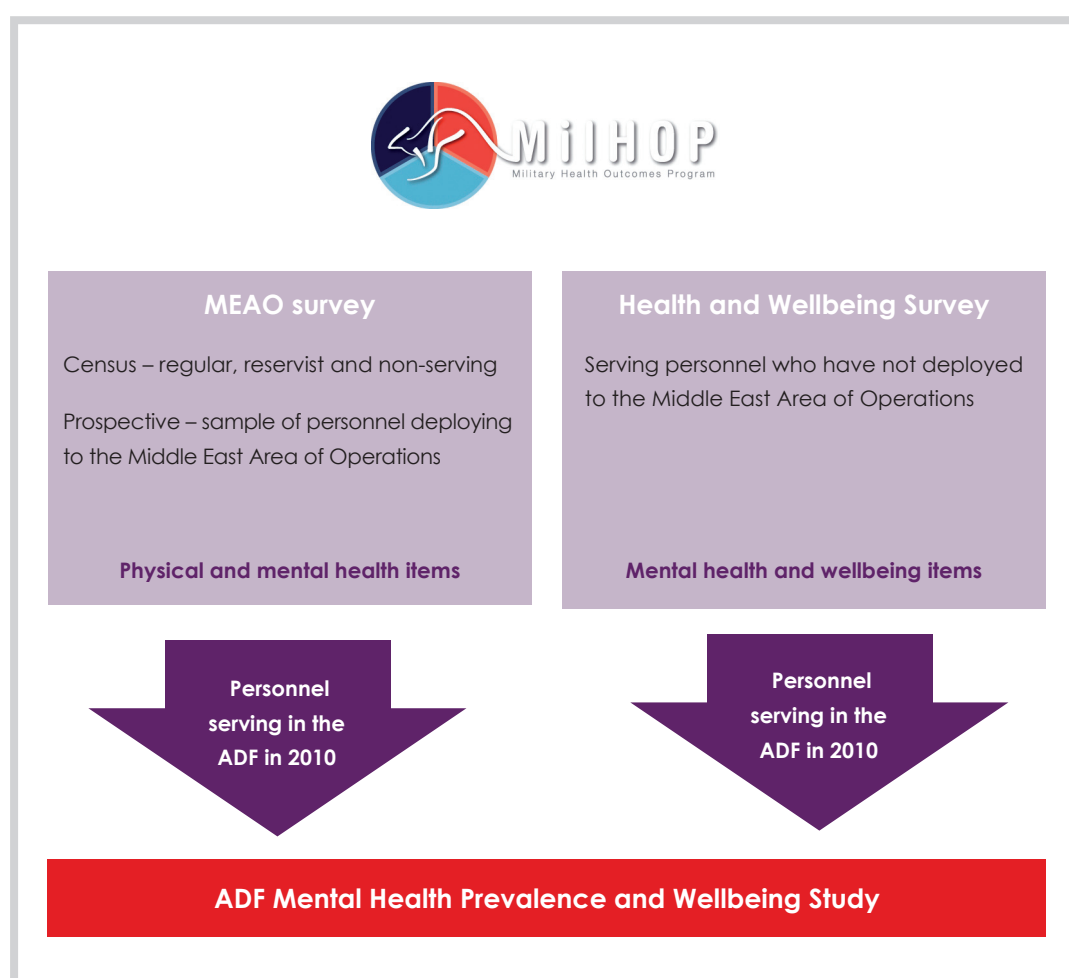 MilHOP
Military Health Outcomes Program
MEAO survey
Census – regular, reservist and non-serving
Prospective – sample of personnel deploying
to the Middle East Area of Operations
Physical and mental health items
Health and Wellbeing Survey
Serving personnel who have not deployed
to the Middle East Area of Operations
Mental health and wellbeing items
Personnel
serving in the
ADF in 2010
Personnel
serving in the
ADF in 2010
ADF Mental Health Prevalence and Wellbeing Study